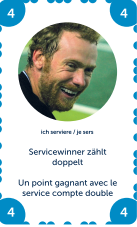 4 4
ich serviere / je sers
Servicewinner zählt
doppelt
Un point gagnant avec le
service compte double
4 4